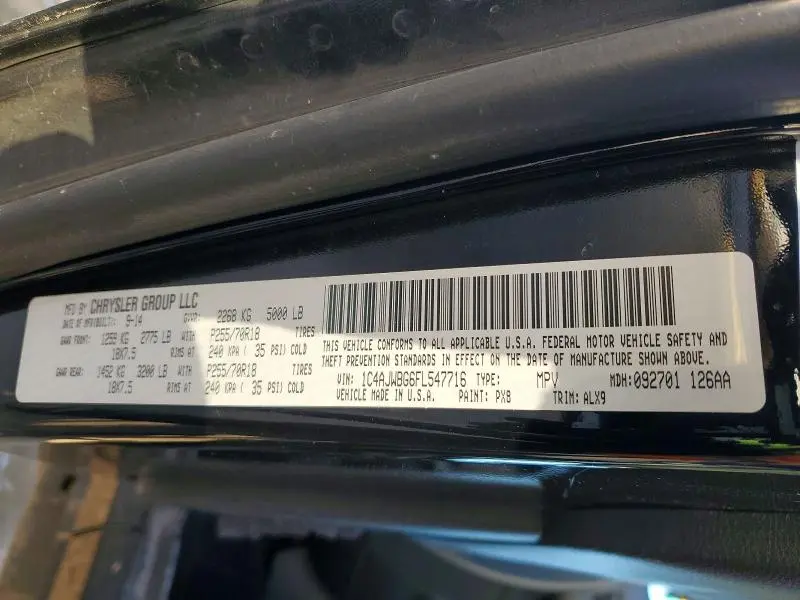 MFD BY CHRYSLER GROUP LLC
DATE OF MFR(BUILT): 9-14 GVWR: 2268 KG 5000 LB
GAWR FRONT: 1259 KG 2775 LB WITH P255/70R18 TIRES
18X7.5 RIMS AT 240 KPA ( 35 PSI) COLD
GAWR REAR: 1452 KG 3200 LB WITH P255/70R18 TIRES
18X7.5 RIMS AT 240 KPA ( 35 PSI) COLD
THIS VEHICLE CONFORMS TO ALL APPLICABLE U.S.A. FEDERAL MOTOR VEHICLE SAFETY AND
THEFT PREVENTION STANDARDS IN EFFECT ON THE DATE OF MANUFACTURE SHOWN ABOVE.
VIN: 1C4AJWBG6FL547716 TYPE: MPV MDH:092701 126AA
VEHICLE MADE IN U.S.A. PAINT: PX8 TRIM: ALX9